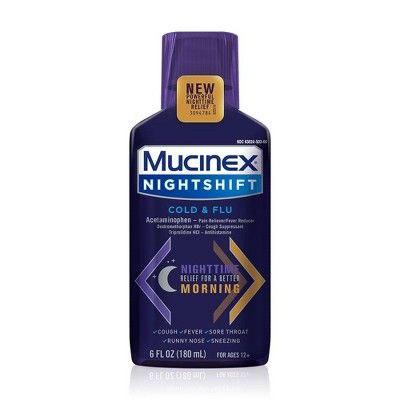 NEW
POWERFUL
NIGHTTIME
RELIEF
3094784
Mucinex®
NIGHTSHIFT
COLD & FLU
Acetaminophen – Pain Reliever/Fever Reducer
Dextromethorphan HBr – Cough Suppressant
Triprolidine HCl – Antihistamine
NIGHTTIME
RELIEF FOR A BETTER
MORNING
✓COUGH ✓FEVER ✓SORE THROAT
✓RUNNY NOSE ✓SNEEZING
6 FL OZ (180 mL)
FOR AGES 12+